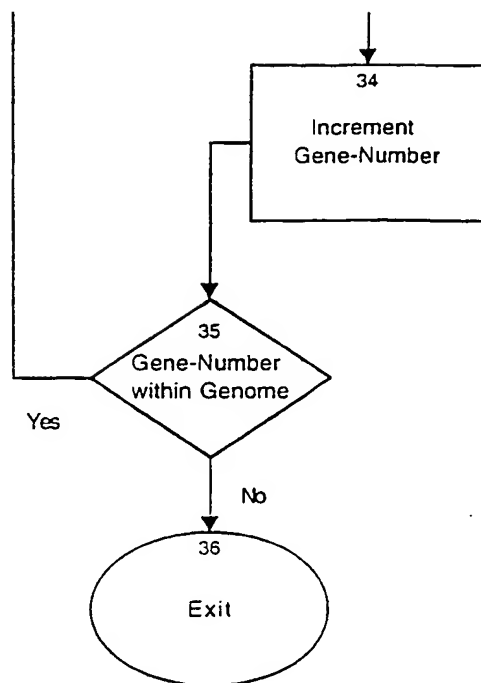 34
Increment
Gene-Number
35
Gene-Number
within Genome
Yes
No
36
Exit